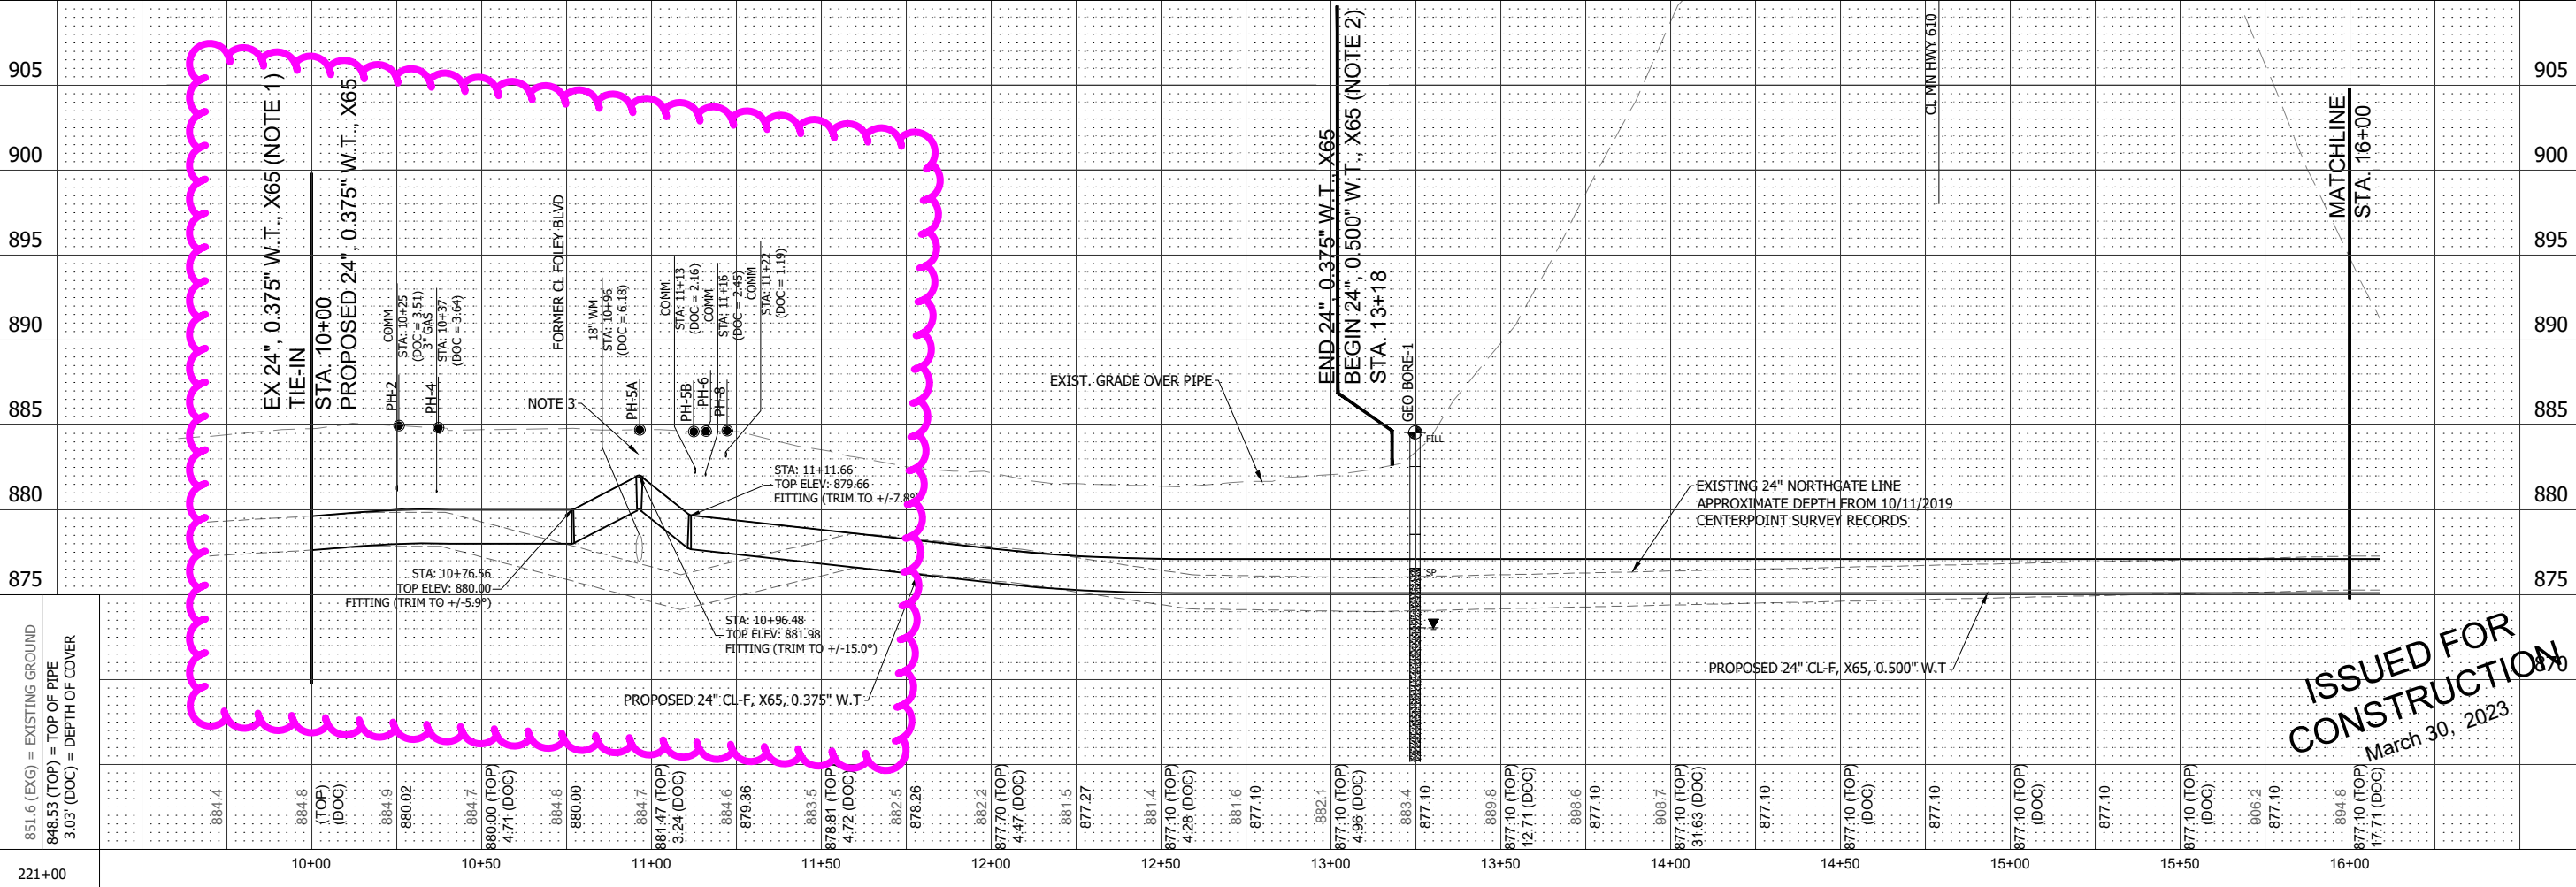 905
900
895
890
885
880
875
905
900
895
890
885
880
875
870
EX 24", 0.375" W.T., X65 (NOTE 1)
TIE-IN
STA. 10+00
PROPOSED 24", 0.375" W.T., X65
COMM
STA: 10+25
(DOC = 3.51)
3" GAS
STA: 10+37
(DOC = 3.64)
PH-2
PH-4
FORMER CL FOLEY BLVD
18" WM
STA: 10+96
(DOC = 6.18)
NOTE 3
PH-5A
COMM
STA: 11+13
(DOC = 2.16)
COMM
STA: 11+16
(DOC = 2.45)
COMM
STA: 11+22
(DOC = 1.19)
PH-5B
PH-6
PH-8
STA: 11+11.66
TOP ELEV: 879.66
FITTING (TRIM TO +/-7.8°)
STA: 10+76.56
TOP ELEV: 880.00
FITTING (TRIM TO +/-5.9°)
STA: 10+96.48
TOP ELEV: 881.98
FITTING (TRIM TO +/-15.0°)
PROPOSED 24" CL-F, X65, 0.375" W.T
EXIST. GRADE OVER PIPE
END 24", 0.375" W.T., X65
BEGIN 24", 0.500" W.T., X65 (NOTE 2)
STA. 13+18
GEO BORE-1
FILL
SP
EXISTING 24" NORTHGATE LINE
APPROXIMATE DEPTH FROM 10/11/2019
CENTERPOINT SURVEY RECORDS
PROPOSED 24" CL-F, X65, 0.500" W.T
CL MN HWY 610
MATCHLINE
STA. 16+00
ISSUED FOR
CONSTRUCTION
March 30, 2023
851.6 (EXG) = EXISTING GROUND
848.53 (TOP) = TOP OF PIPE
3.03' (DOC) = DEPTH OF COVER
884.4
884.8
(TOP)
(DOC)
884.9
880.02
884.7
880.00 (TOP)
4.71 (DOC)
884.8
880.00
884.7
881.47 (TOP)
3.24 (DOC)
884.6
879.36
883.5
878.81 (TOP)
4.72 (DOC)
882.5
878.26
882.2
877.70 (TOP)
4.47 (DOC)
881.5
877.27
881.4
877.10 (TOP)
4.28 (DOC)
881.6
877.10
882.1
877.10 (TOP)
4.96 (DOC)
883.4
877.10
889.8
877.10 (TOP)
12.71 (DOC)
898.6
877.10
908.7
877.10 (TOP)
31.63 (DOC)
877.10
877.10 (TOP)
(DOC)
877.10
877.10 (TOP)
(DOC)
877.10
877.10 (TOP)
(DOC)
906.2
877.10
894.8
877.10 (TOP)
17.71 (DOC)
221+00
10+00
10+50
11+00
11+50
12+00
12+50
13+00
13+50
14+00
14+50
15+00
15+50
16+00